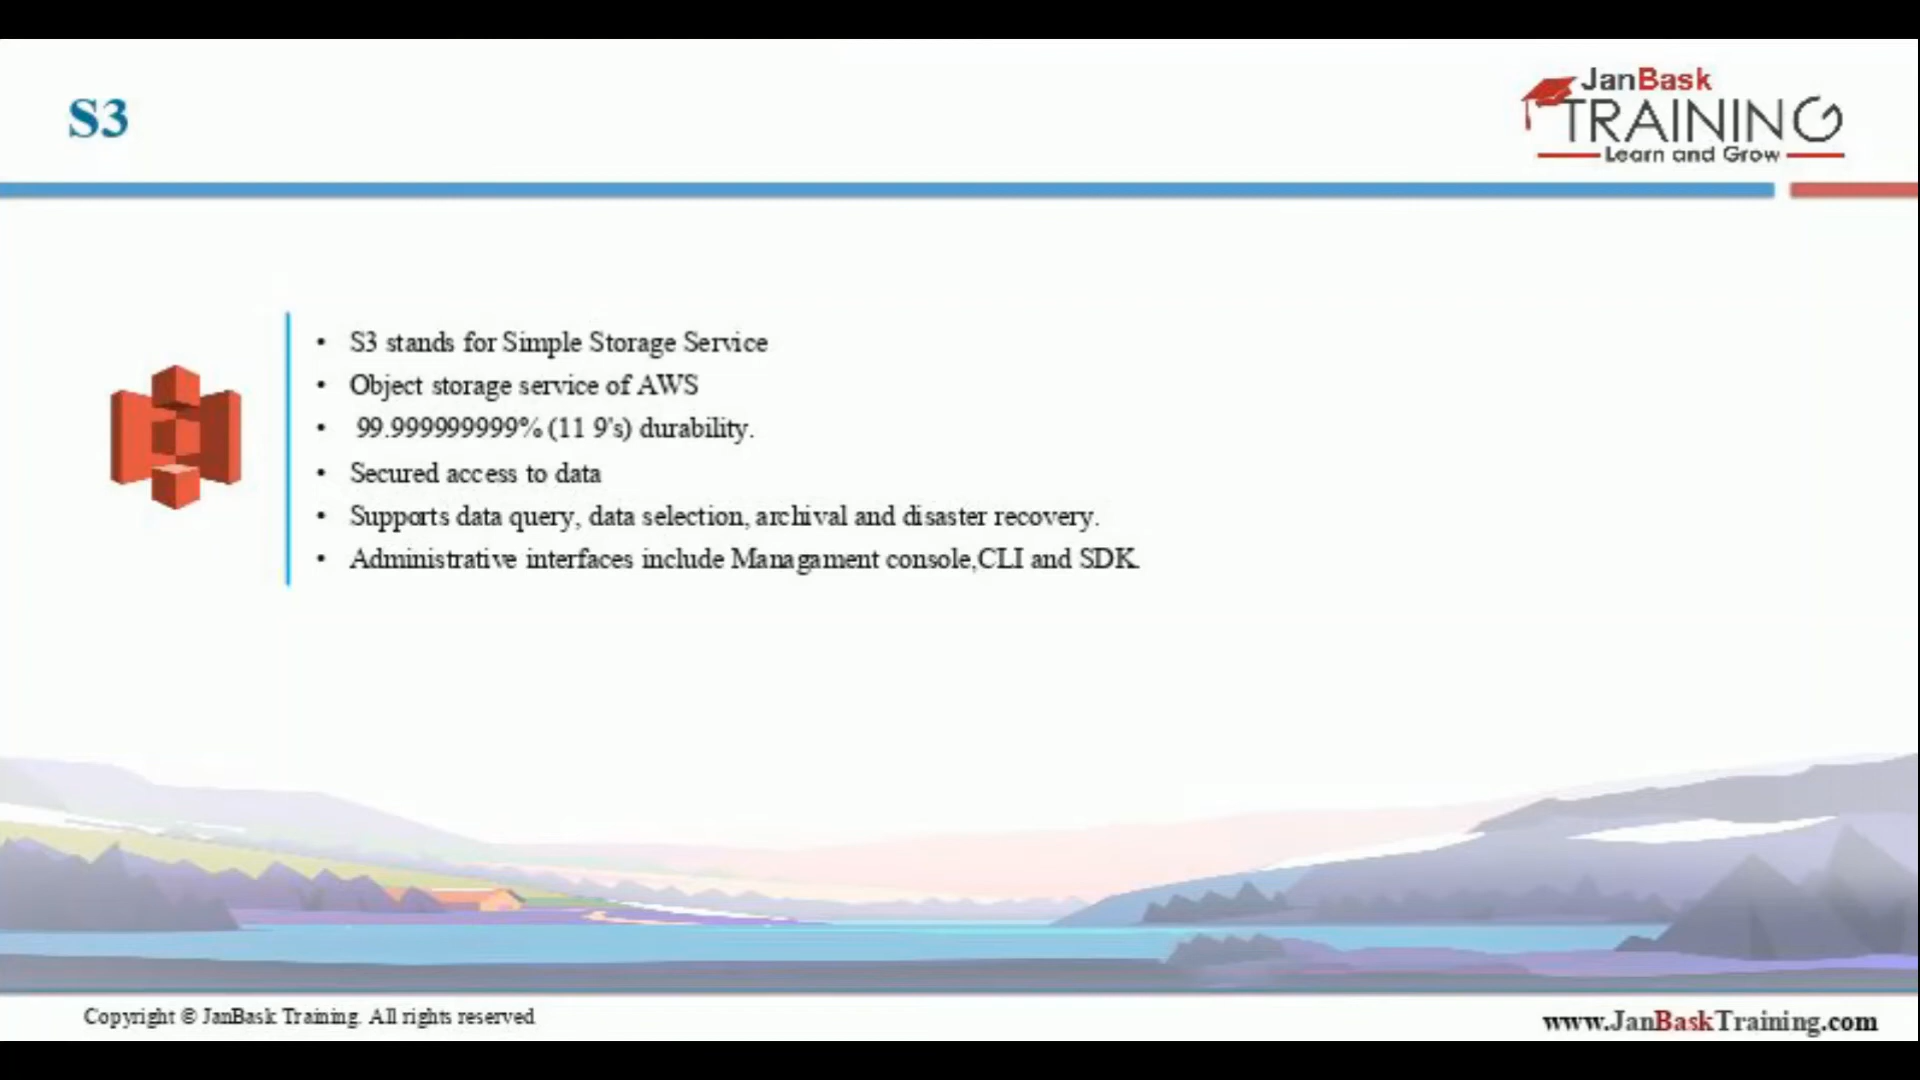 S3
JanBask
TRAINING
Learn and Grow
• S3 stands for Simple Storage Service
• Object storage service of AWS
• 99.999999999% (11 9's) durability.
• Secured access to data
• Supports data query, data selection, archival and disaster recovery.
• Administrative interfaces include Managament console,CLI and SDK.
Copyright © JanBask Training. All rights reserved
www.JanBaskTraining.com